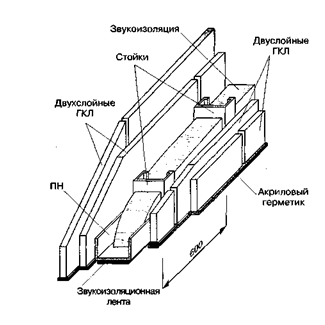 Звукоизоляция
Стойки
Двуслойные
ГКЛ
Двухслойные
ГКЛ
ПН
Акриловый
герметик
600
Звукоизоляционная
лента